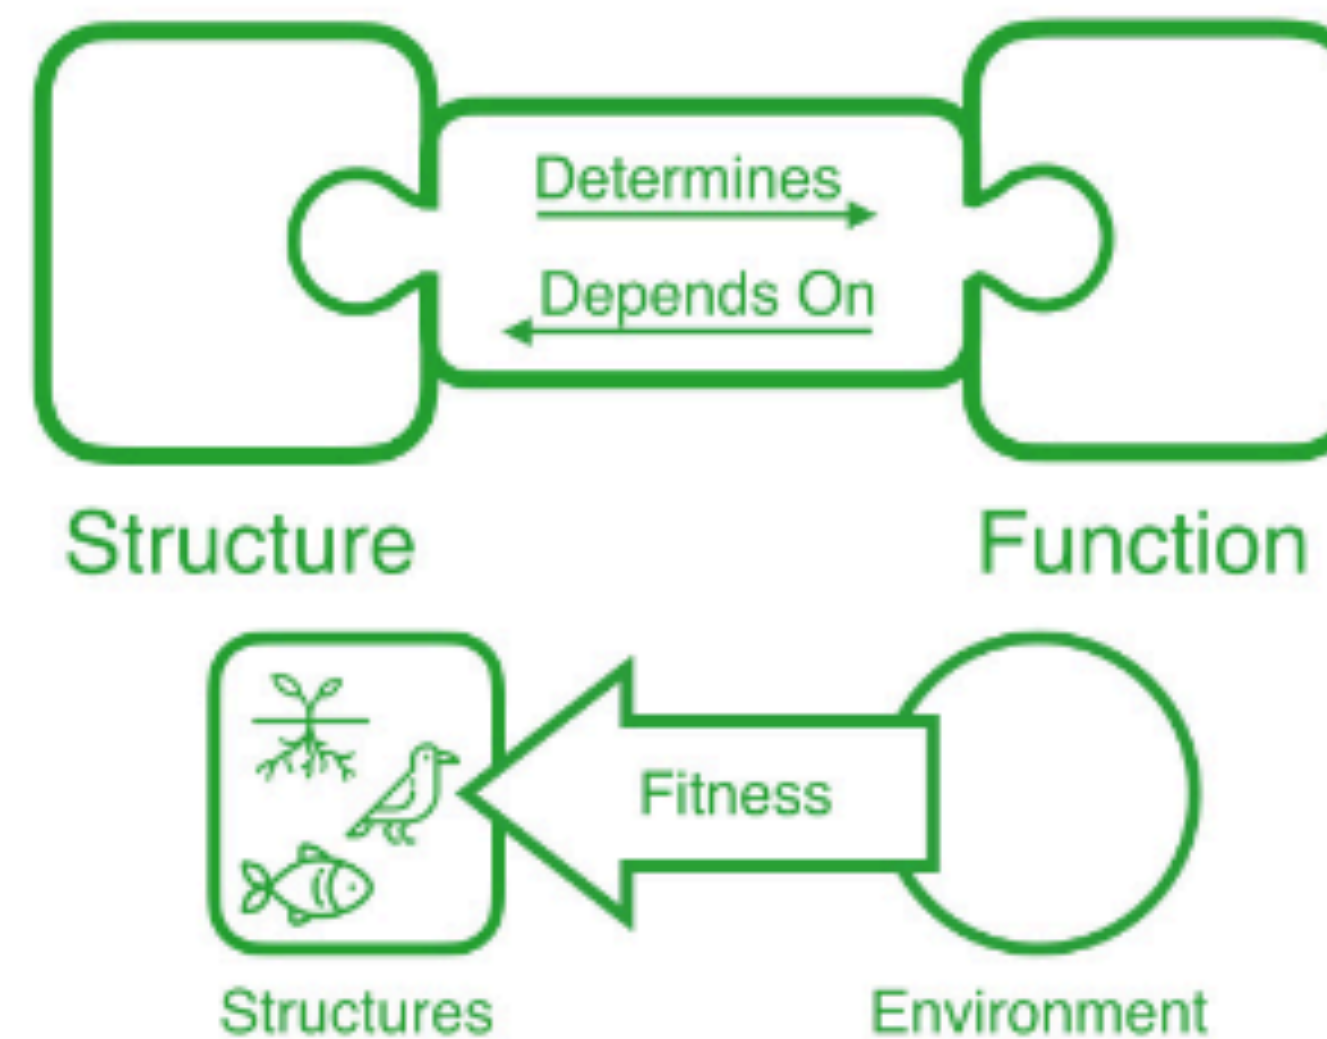 Determines
Depends On
Structure
Function
Fitness
Structures
Environment